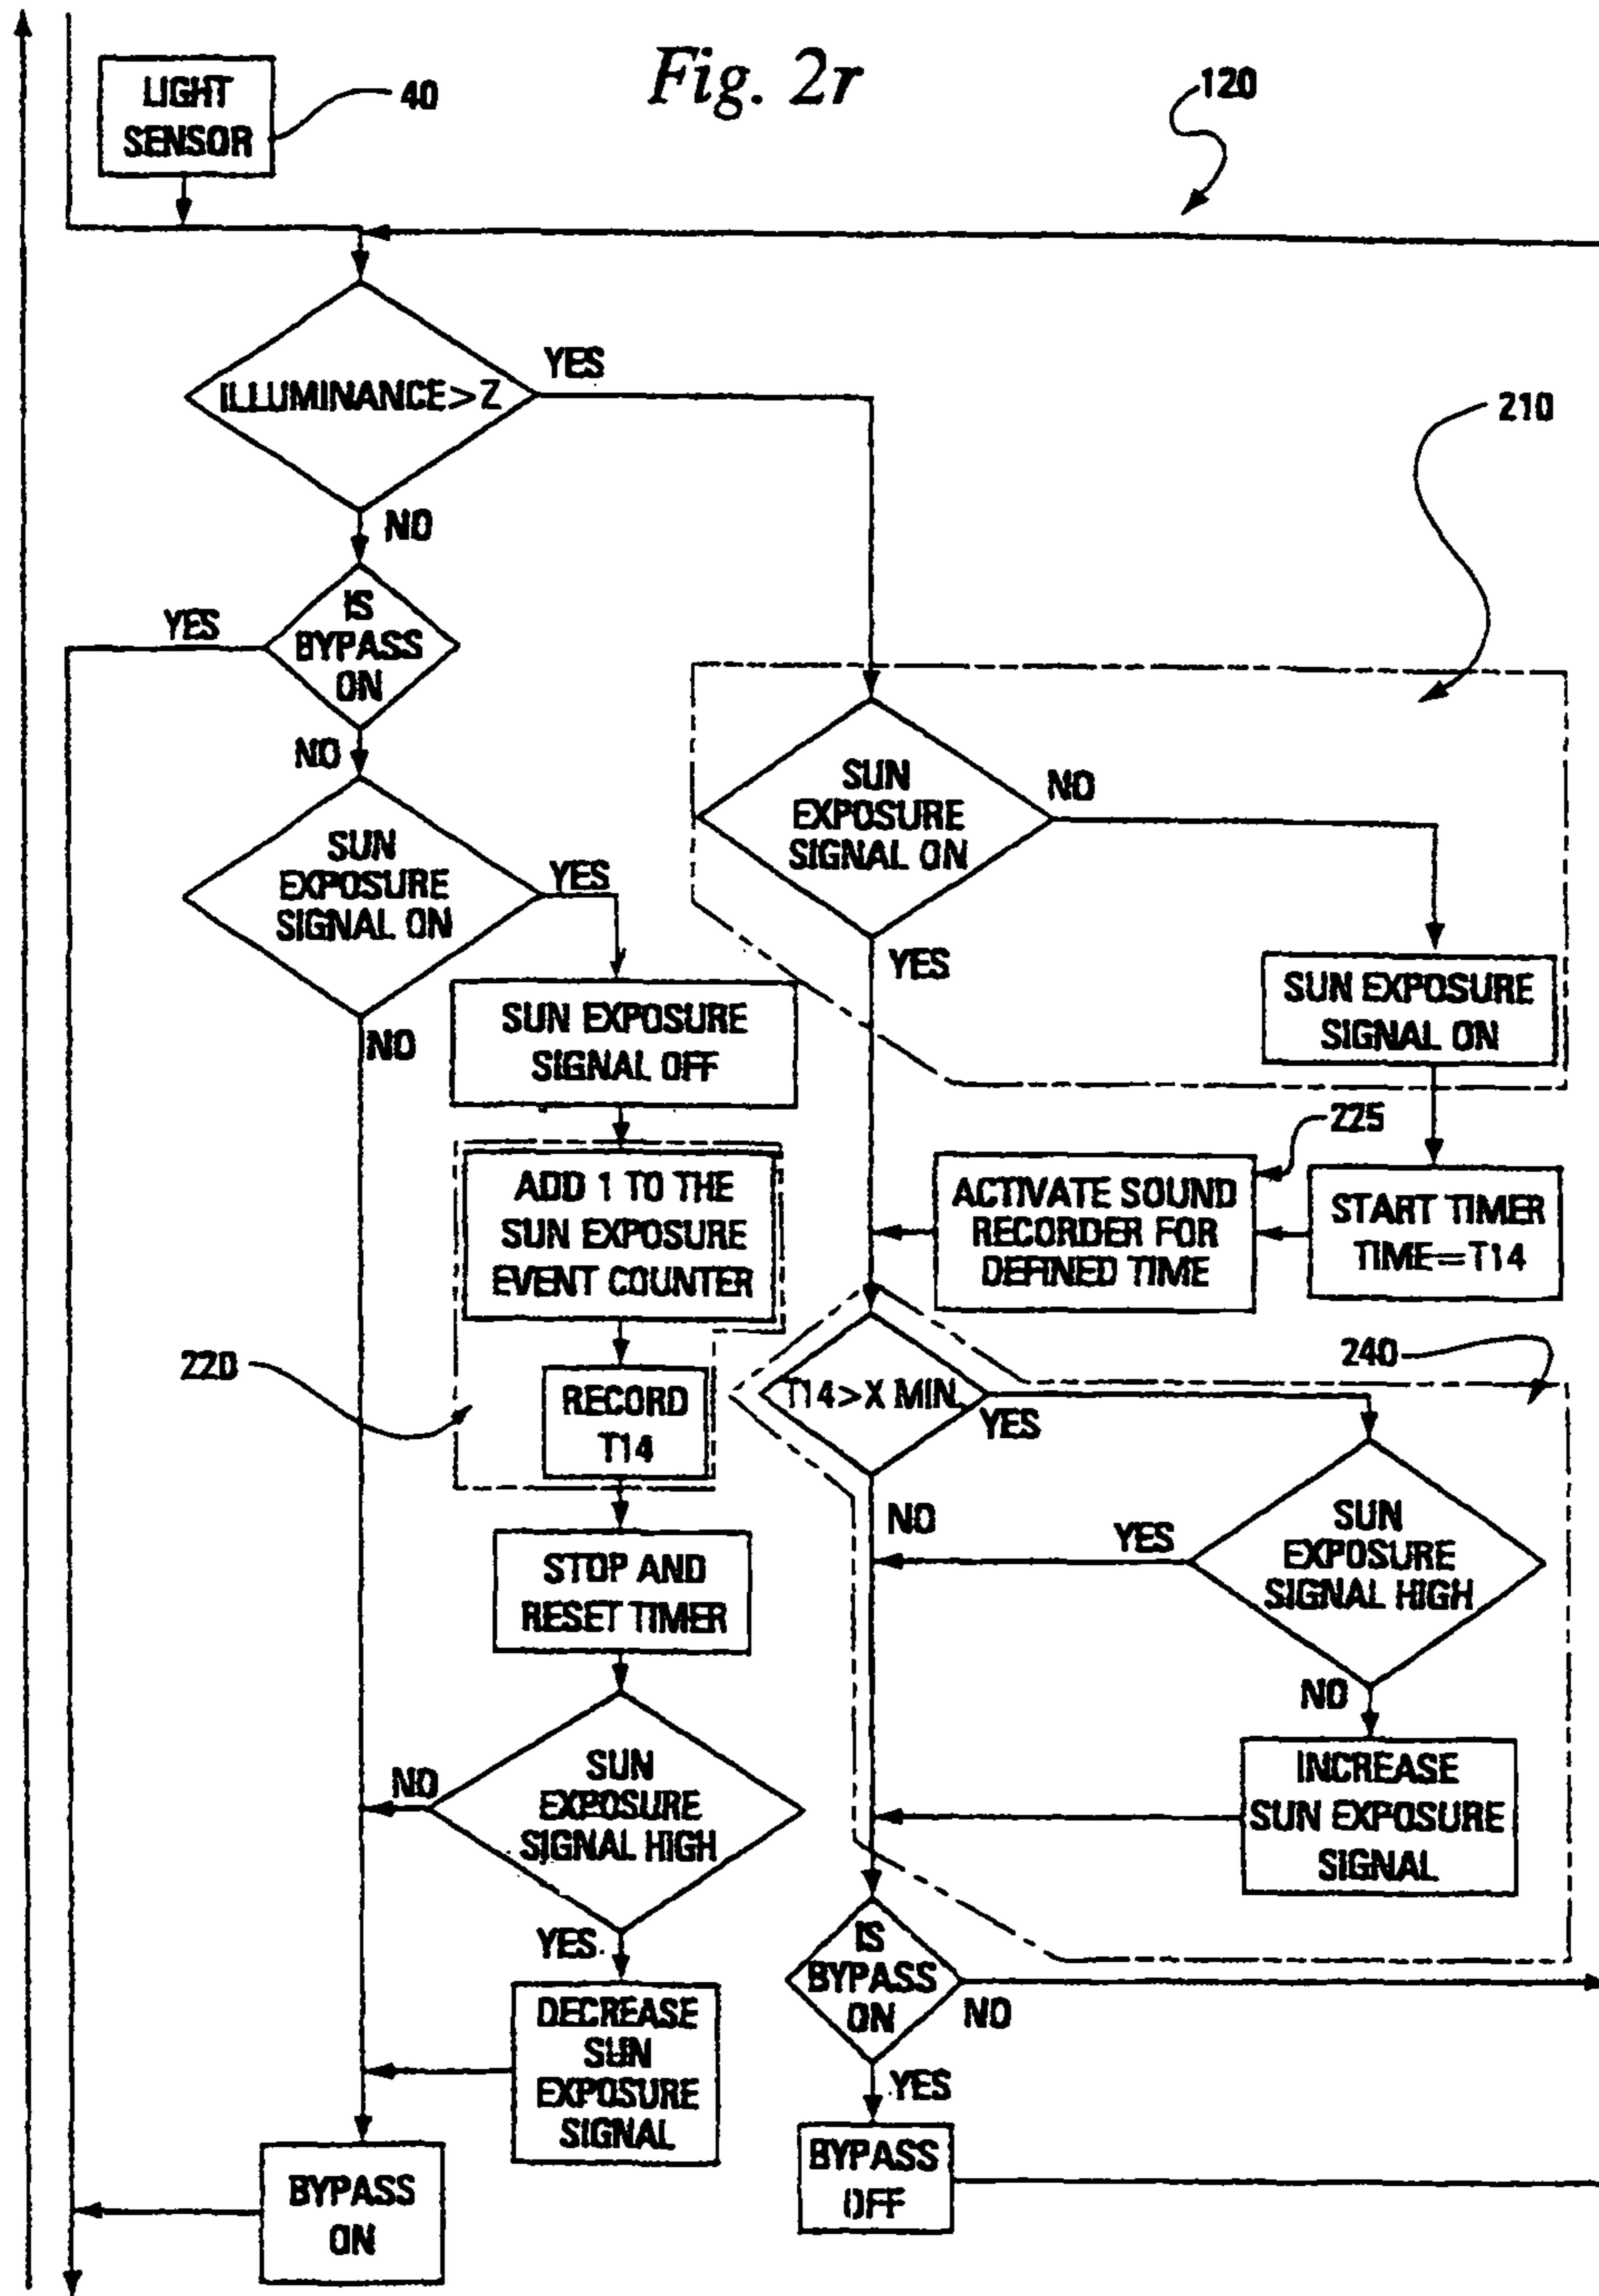 Fig. 2r
LIGHT
SENSOR
40
120
ILLUMINANCE>Z
YES
210
NO
IS
BYPASS
ON
YES
NO
SUN
EXPOSURE
SIGNAL ON
NO
YES
SUN
EXPOSURE
SIGNAL ON
YES
NO
SUN EXPOSURE
SIGNAL OFF
SUN EXPOSURE
SIGNAL ON
225
ADD 1 TO THE
SUN EXPOSURE
EVENT COUNTER
ACTIVATE SOUND
RECORDER FOR
DEFINED TIME
START TIMER
TIME=T14
220
RECORD
T14
T14>X MIN.
YES
240
NO
YES
SUN
EXPOSURE
SIGNAL HIGH
NO
STOP AND
RESET TIMER
NO
SUN
EXPOSURE
SIGNAL HIGH
INCREASE
SUN EXPOSURE
SIGNAL
YES.
IS
BYPASS
ON
NO
DECREASE
SUN
EXPOSURE
SIGNAL
YES
BYPASS
ON
BYPASS
OFF